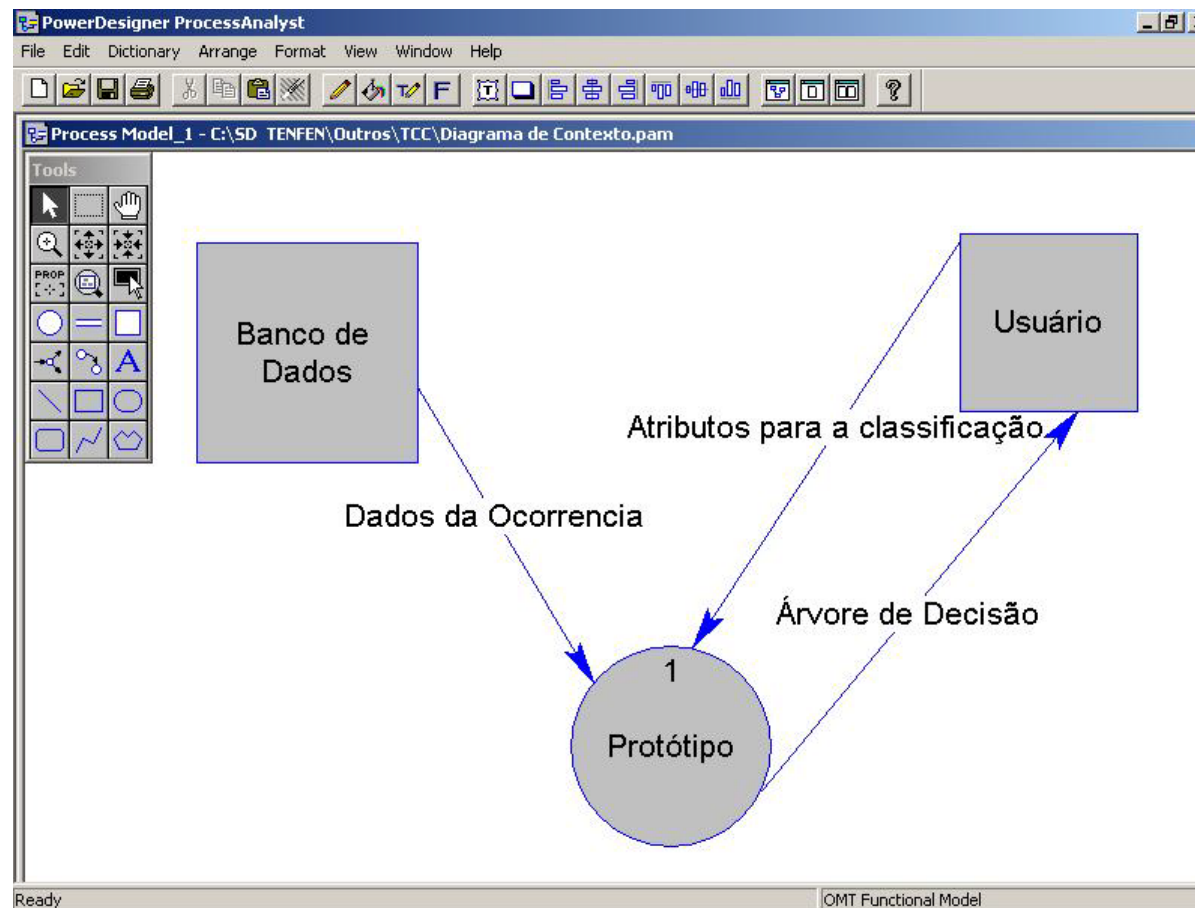 PowerDesigner ProcessAnalyst
File Edit Dictionary Arrange Format View Window Help
Process Model_1 - C:\SD TENFEN\Outros\TCC\Diagrama de Contexto.pam
Tools
PROP
Banco de
Dados
Usuário
Atributos para a classificação
Dados da Ocorrencia
Árvore de Decisão
1
Protótipo
Ready
OMT Functional Model